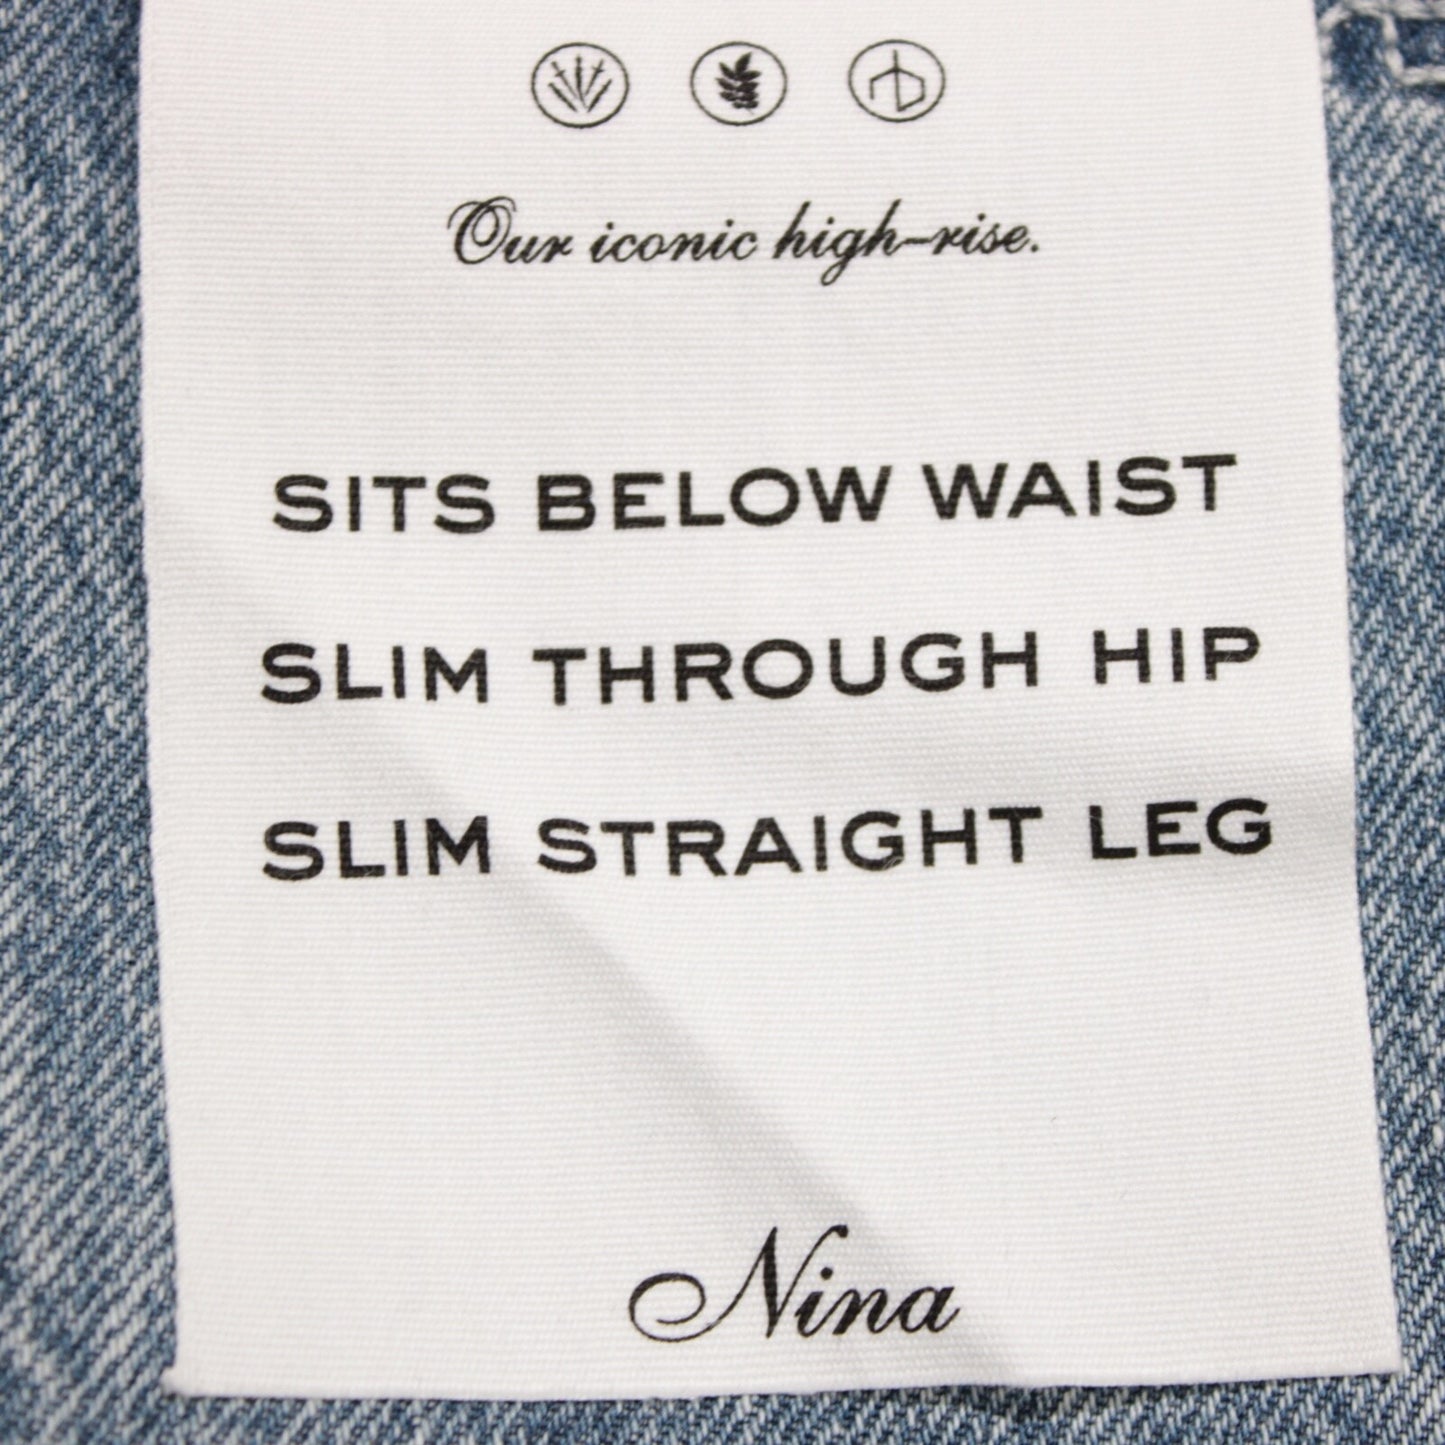 Our iconic high-rise.
SITS BELOW WAIST
SLIM THROUGH HIP
SLIM STRAIGHT LEG
Nina